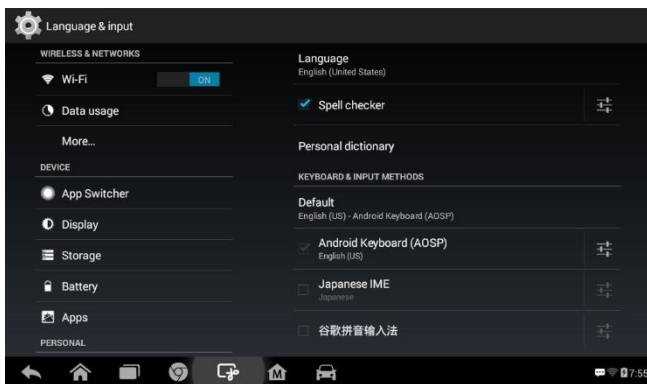 Language & input
WIRELESS & NETWORKS
Wi-Fi
ON
Data usage
More...
DEVICE
App Switcher
Display
Storage
Battery
Apps
PERSONAL
Language
English (United States)
Spell checker
Personal dictionary
KEYBOARD & INPUT METHODS
Default
English (US) - Android Keyboard (AOSP)
Android Keyboard (AOSP)
English (US)
Japanese IME
Japanese
谷歌拼音输入法
M
7:55